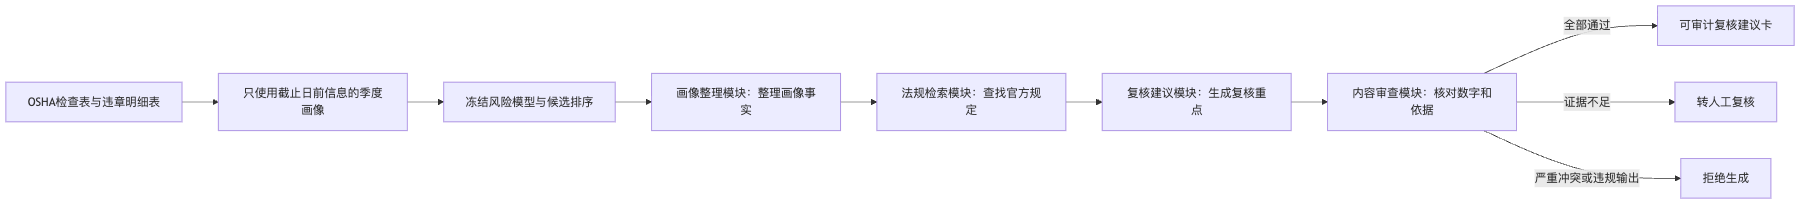 OSHA检查表与违章明细表
只使用截止日前信息的季度
画像
冻结风险模型与候选排序
画像整理模块：整理画像事
实
法规检索模块：查找官方规
定
复核建议模块：生成复核重
点
内容审查模块：核对数字和
依据
全部通过
可审计复核建议卡
证据不足
转人工复核
严重冲突或违规输出
拒绝生成